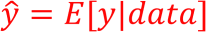 ŷ = E[y|data]